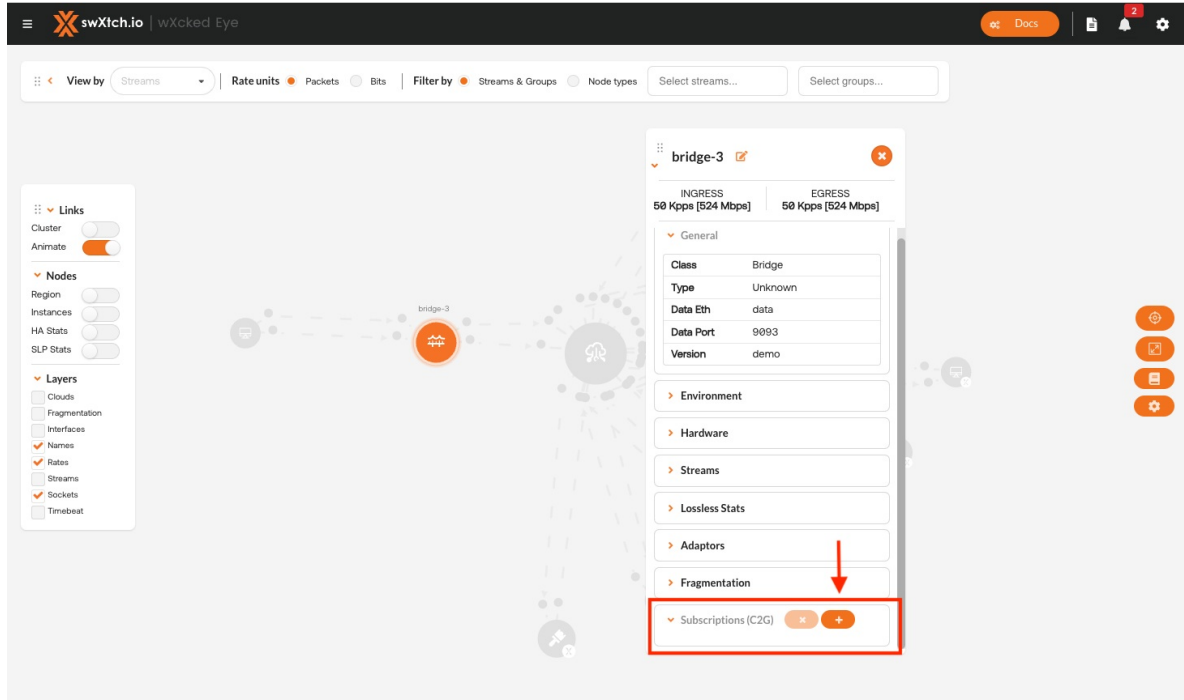 swXtch.io | wXcked Eye
Docs
2
View by Streams
Rate units Packets Bits
Filter by Streams & Groups Node types
Select streams...
Select groups...
Links
Cluster
Animate
Nodes
Region
Instances
HA Stats
SLP Stats
Layers
Clouds
Fragmentation
Interfaces
Names
Rates
Streams
Sockets
Timebeat
bridge-3
bridge-3
INGRESS
50 Kpps [524 Mbps]
EGRESS
50 Kpps [524 Mbps]
General
Class Bridge
Type Unknown
Data Eth data
Data Port 9093
Version demo
Environment
Hardware
Streams
Lossless Stats
Adaptors
Fragmentation
Subscriptions (C2G)